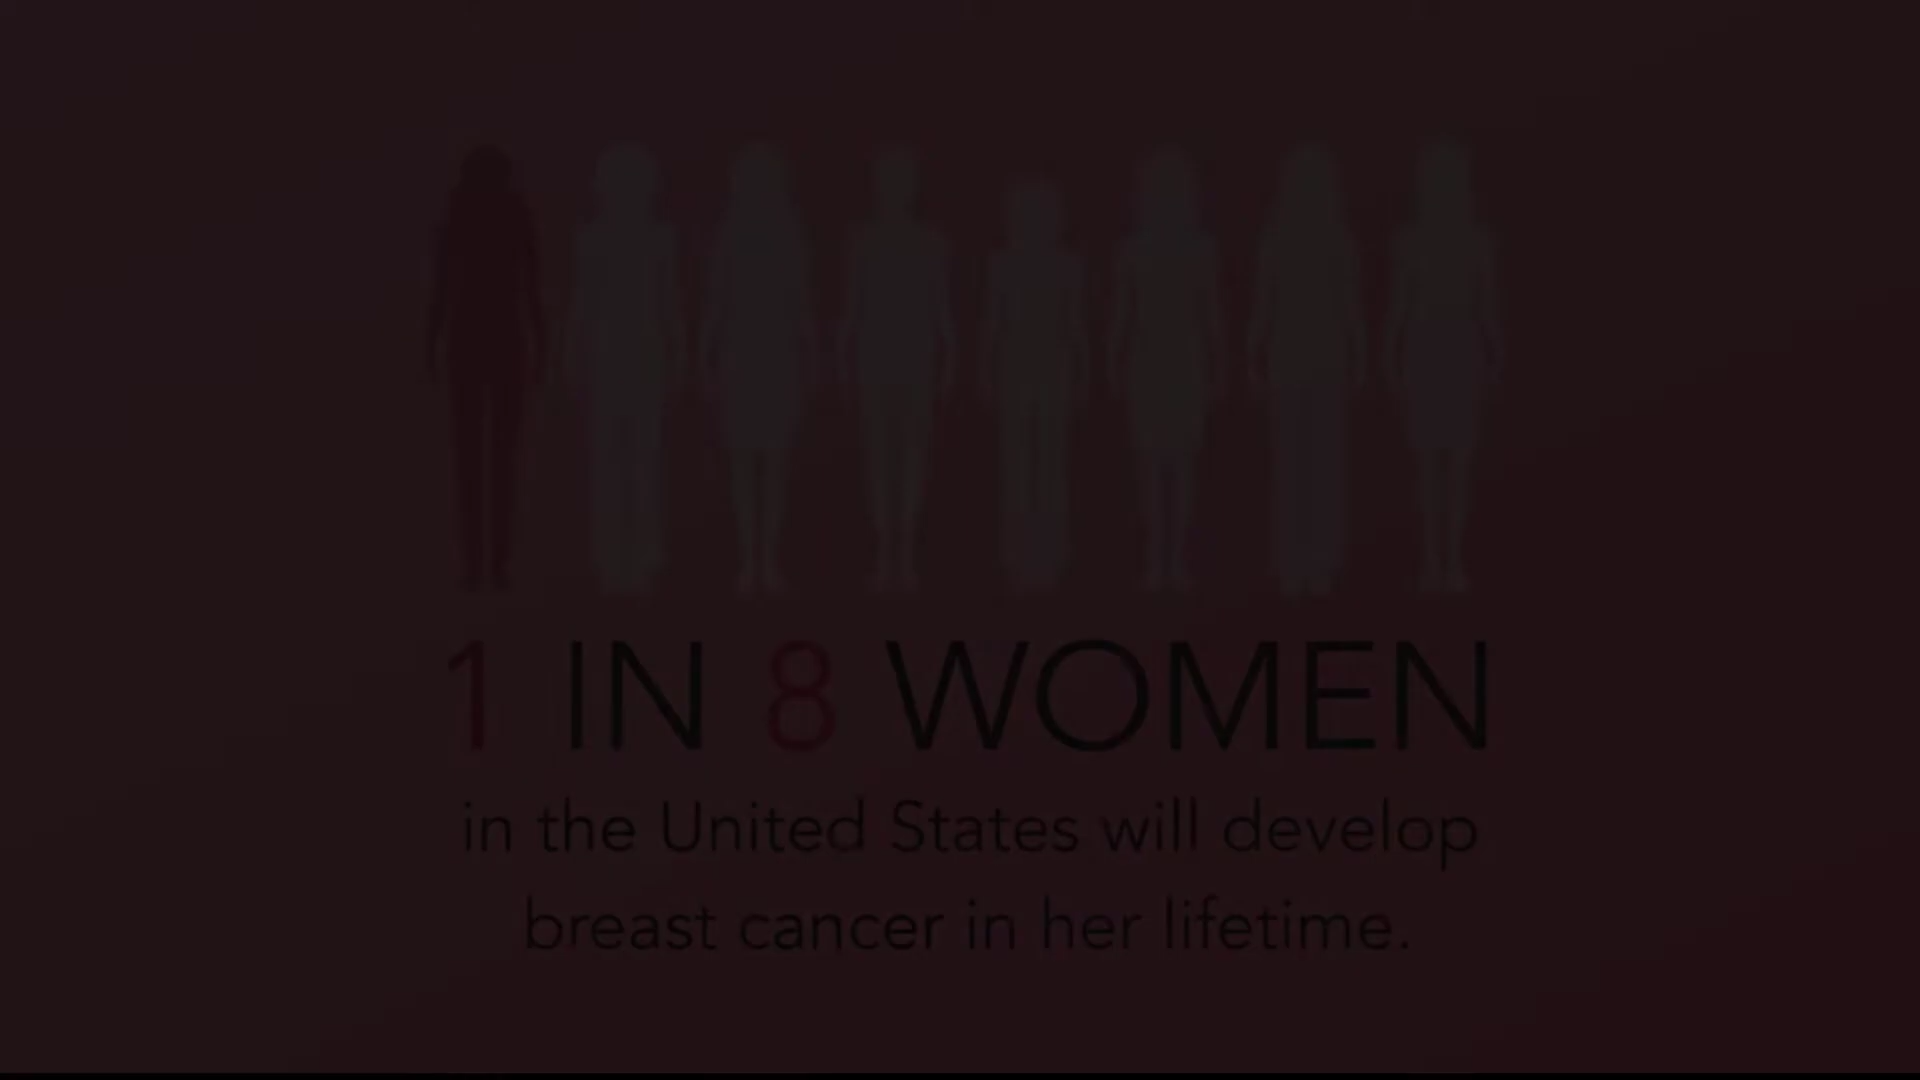 1 IN 8 WOMEN
in the United States will develop
breast cancer in her lifetime.